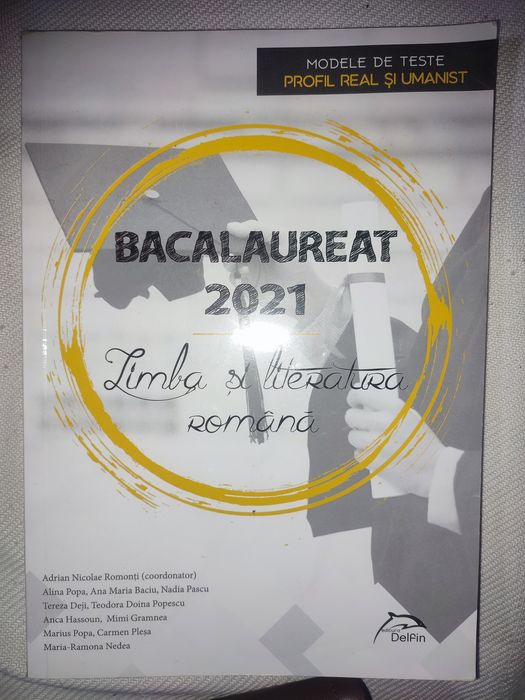 MODELE DE TESTE
PROFIL REAL ȘI UMANIST
BACALAUREAT
2021
Limba și literatura
română
Adrian Nicolae Romonți (coordonator)
Alina Popa, Ana Maria Baciu, Nadia Pascu
Tereza Deji, Teodora Doina Popescu
Anca Hassoun, Mimi Gramnea
Marius Popa, Carmen Pleșa
Maria-Ramona Nedea
editura
Delfin